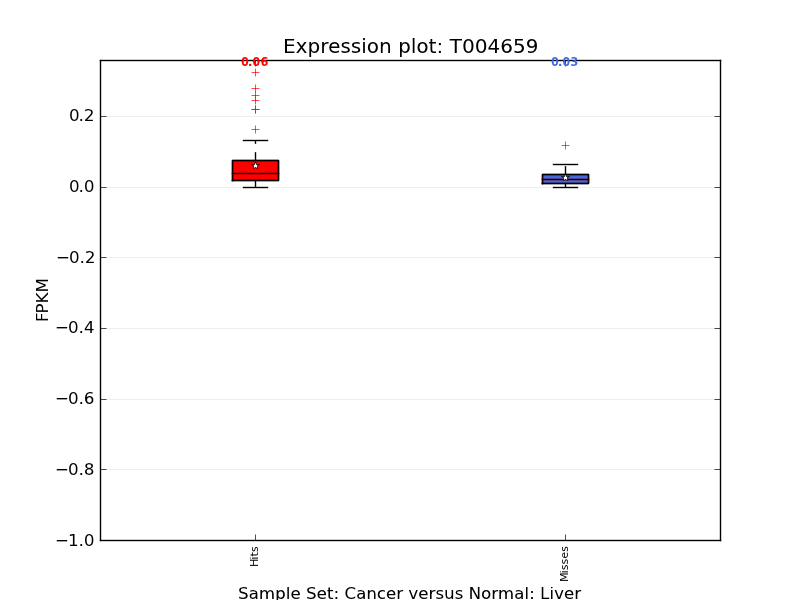 Expression plot: T004659
0.06
0.03
0.2
0.0
−0.2
−0.4
−0.6
−0.8
−1.0
FPKM
Hits
Misses
Sample Set: Cancer versus Normal: Liver